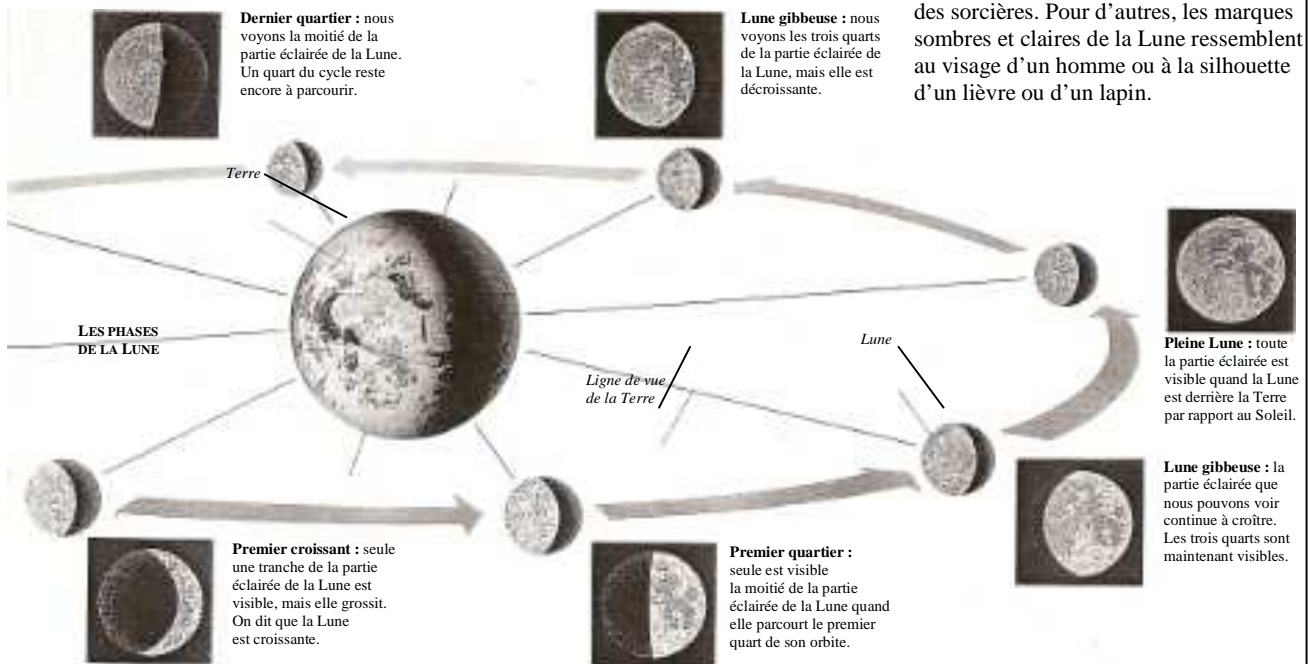 Dernier quartier : nous
voyons la moitié de la
partie éclairée de la Lune.
Un quart du cycle reste
encore à parcourir.
Lune gibbeuse : nous
voyons les trois quarts
de la partie éclairée de
la Lune, mais elle est
décroissante.
des sorcières. Pour d'autres, les marques
sombres et claires de la Lune ressemblent
au visage d'un homme ou à la silhouette
d'un lièvre ou d'un lapin.
Terre
LES PHASES
DE LA LUNE
Ligne de vue
de la Terre
Lune
Pleine Lune : toute
la partie éclairée est
visible quand la Lune
est derrière la Terre
par rapport au Soleil.
Lune gibbeuse : la
partie éclairée que
nous pouvons voir
continue à croître.
Les trois quarts sont
maintenant visibles.
Premier croissant : seule
une tranche de la partie
éclairée de la Lune est
visible, mais elle grossit.
On dit que la Lune
est croissante.
Premier quartier :
seule est visible
la moitié de la partie
éclairée de la Lune quand
elle parcourt le premier
quart de son orbite.